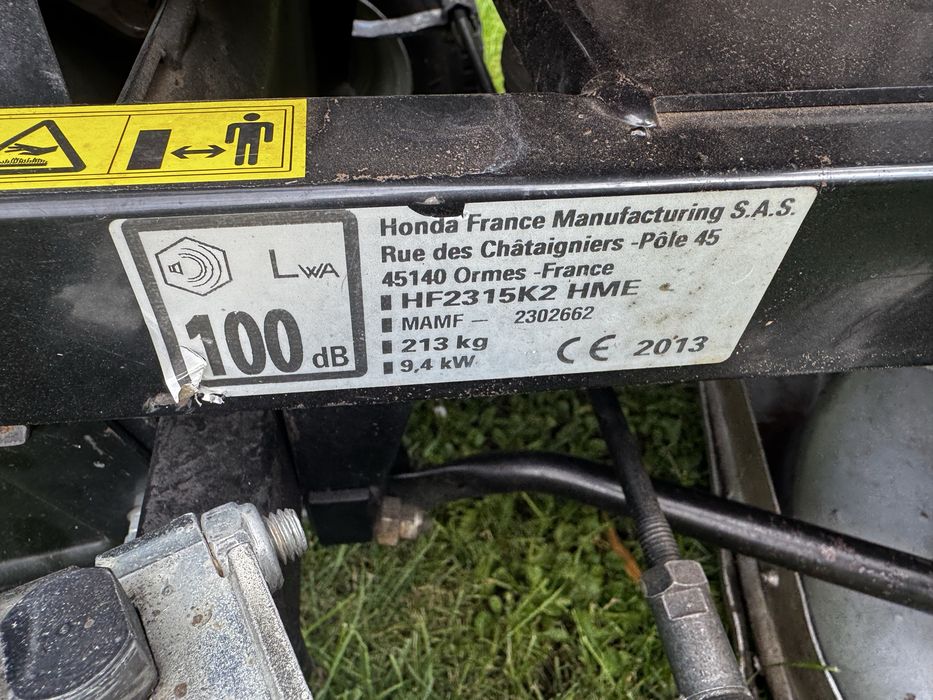 Honda France Manufacturing S.A.S.
Rue des Châtaigniers -Pôle 45
45140 Ormes -France
HF2315K2 HME
MAMF – 2302662
213 kg
9,4 kW
CE 2013
LWA
100 dB